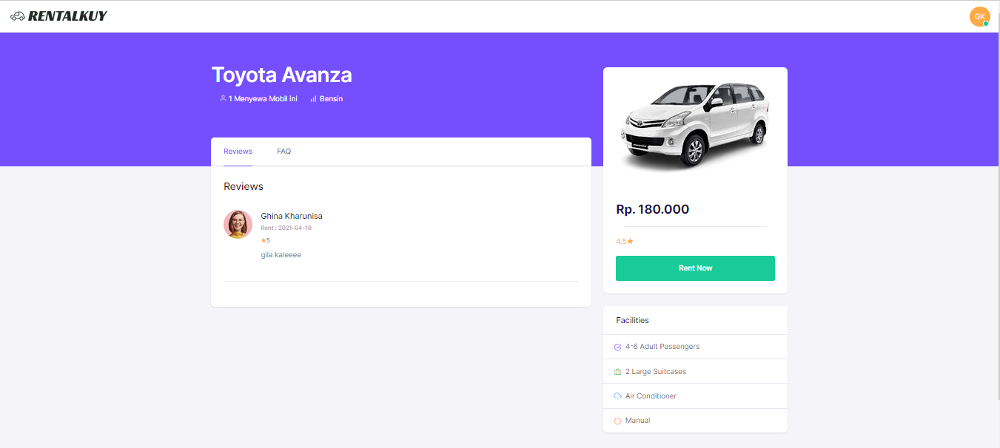 RENTALKUY
GK
Toyota Avanza
1 Menyewa Mobil ini Bensin
Reviews FAQ
Reviews
Ghina Kharunisa
Rent : 2021-04-19
5
gila kaleeee
Rp. 180.000
4.5
Rent Now
Facilities
4-6 Adult Passengers
2 Large Suitcases
Air Conditioner
Manual